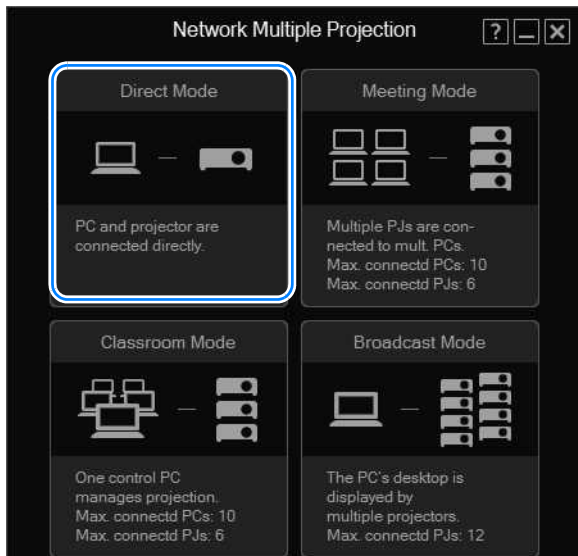 Network Multiple Projection
?
Direct Mode
PC and projector are
connected directly.
Meeting Mode
Multiple PJs are con-
nected to mult. PCs.
Max. connectd PCs: 10
Max. connectd PJs: 6
Classroom Mode
One control PC
manages projection.
Max. connectd PCs: 10
Max. connectd PJs: 6
Broadcast Mode
The PC's desktop is
displayed by
multiple projectors.
Max. connectd PJs: 12